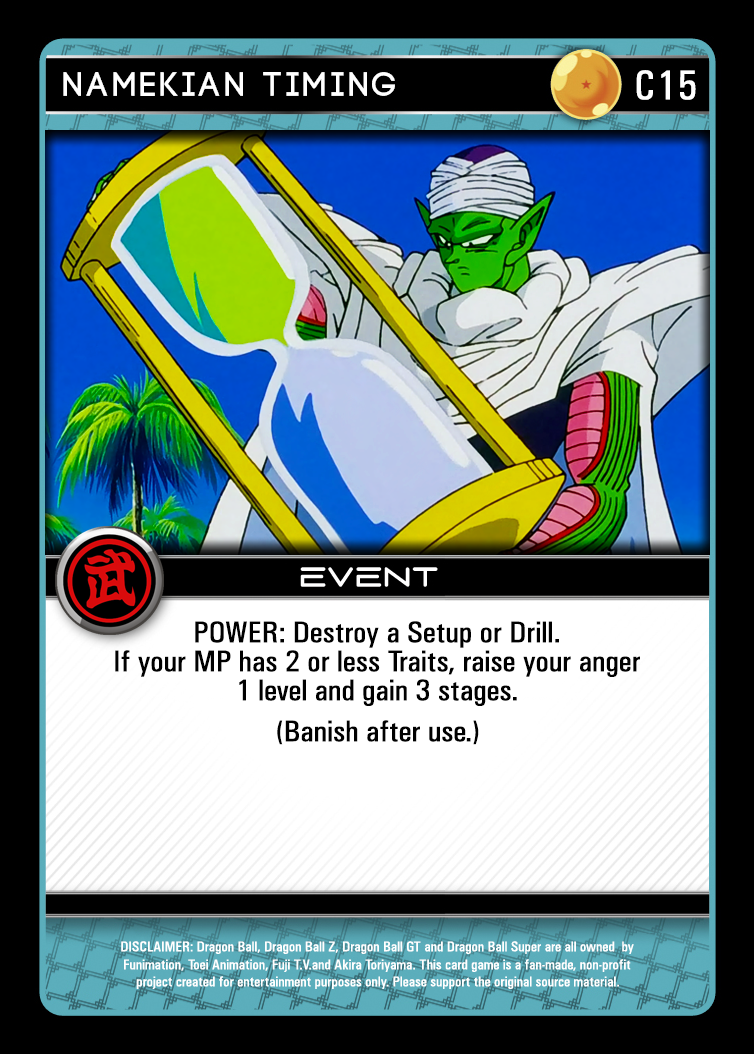 NAMEKIAN TIMING
C15
武
EVENT
POWER: Destroy a Setup or Drill.
If your MP has 2 or less Traits, raise your anger
1 level and gain 3 stages.
(Banish after use.)
DISCLAIMER: Dragon Ball, Dragon Ball Z, Dragon Ball GT and Dragon Ball Super are all owned by
Funimation, Toei Animation, Fuji T.V.and Akira Toriyama. This card game is a fan-made, non-profit
project created for entertainment purposes only. Please support the original source material.